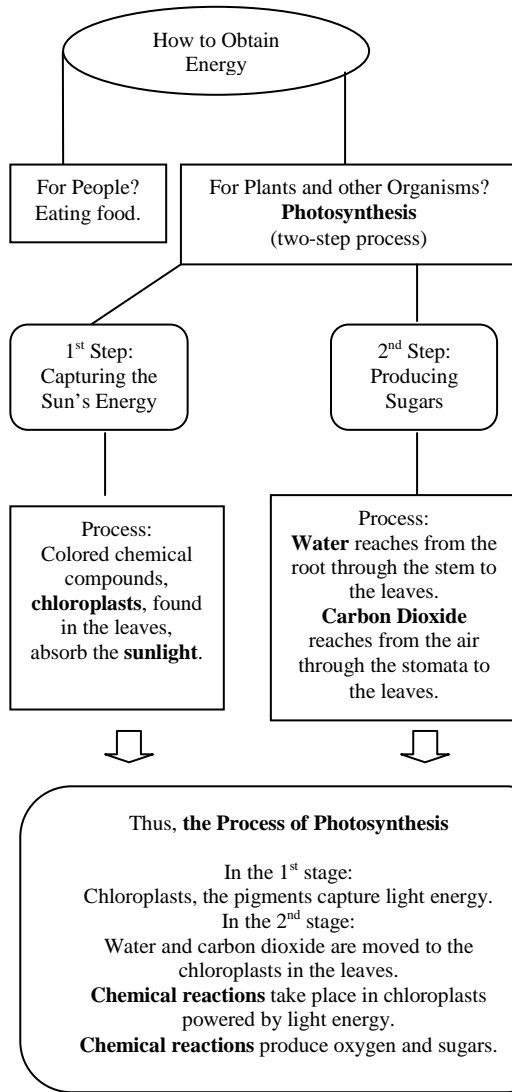 How to Obtain
Energy
For People?
Eating food.
For Plants and other Organisms?
Photosynthesis
(two-step process)
1st Step:
Capturing the
Sun's Energy
2nd Step:
Producing
Sugars
Process:
Colored chemical
compounds,
chloroplasts, found
in the leaves,
absorb the sunlight.
Process:
Water reaches from the
root through the stem to
the leaves.
Carbon Dioxide
reaches from the air
through the stomata to
the leaves.
Thus, the Process of Photosynthesis
In the 1st stage:
Chloroplasts, the pigments capture light energy.
In the 2nd stage:
Water and carbon dioxide are moved to the
chloroplasts in the leaves.
Chemical reactions take place in chloroplasts
powered by light energy.
Chemical reactions produce oxygen and sugars.